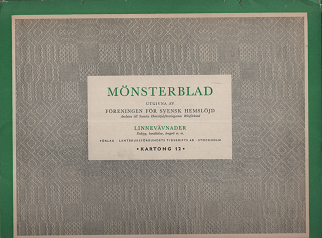 MÖNSTERBLAD
UTGIVNA AV
FÖRENINGEN FÖR SVENSK HEMSLÖJD
LINNEVÄVNADER
FÖRLAG · LANTBRUKSFÖRBUNDETS TIDSKRIFTS AB · STOCKHOLM
• KARTONG 12 •